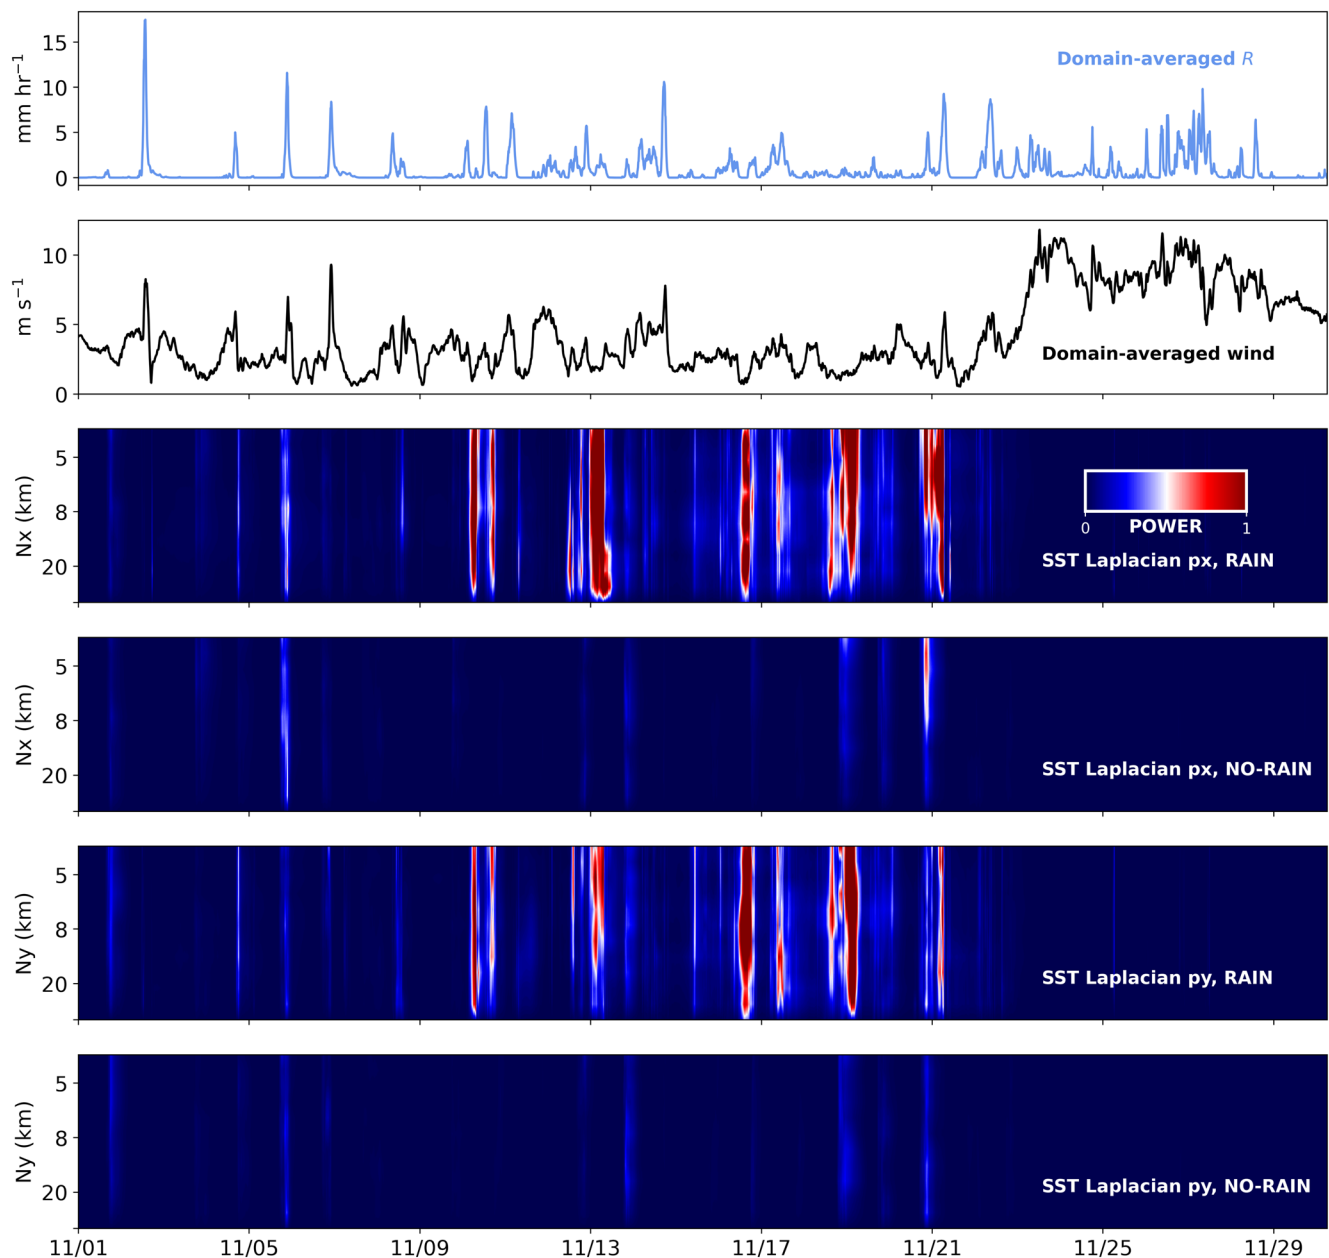 mm hr⁻¹
15
10
5
0
Domain-averaged R
m s⁻¹
10
5
0
Domain-averaged wind
Nx (km)
5
8
20
0
POWER
1
SST Laplacian px, RAIN
Nx (km)
5
8
20
SST Laplacian px, NO-RAIN
Ny (km)
5
8
20
SST Laplacian py, RAIN
Ny (km)
5
8
20
SST Laplacian py, NO-RAIN
11/01 11/05 11/09 11/13 11/17 11/21 11/25 11/29